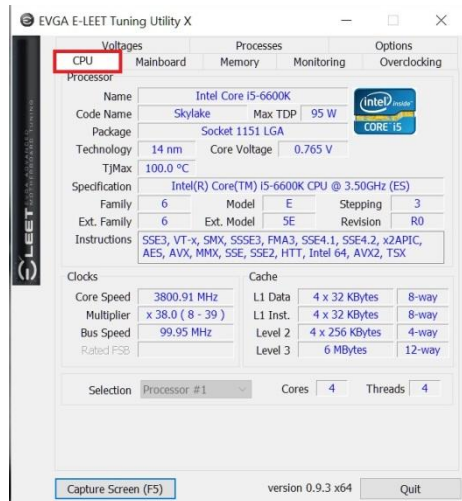 EVGA E-LEET Tuning Utility X
Voltages Processes Options
CPU Mainboard Memory Monitoring Overclocking
Processor
Name Intel Core i5-6600K
Code Name Skylake Max TDP 95 W
Package Socket 1151 LGA
Technology 14 nm Core Voltage 0.765 V
TjMax 100.0 °C
(intel) inside™
CORE i5
Specification Intel(R) Core(TM) i5-6600K CPU @ 3.50GHz (ES)
Family 6 Model E Stepping 3
Ext. Family 6 Ext. Model 5E Revision R0
Instructions SSE3, VT-x, SMX, SSSE3, FMA3, SSE4.1, SSE4.2, x2APIC,
AES, AVX, MMX, SSE, SSE2, HTT, Intel 64, AVX2, TSX
Clocks
Core Speed 3800.91 MHz
Multiplier x 38.0 ( 8 - 39 )
Bus Speed 99.95 MHz
Rated FSB
Cache
L1 Data 4 x 32 KBytes 8-way
L1 Inst. 4 x 32 KBytes 8-way
Level 2 4 x 256 KBytes 4-way
Level 3 6 MBytes 12-way
Selection Processor #1 Cores 4 Threads 4
Capture Screen (F5) version 0.9.3 x64 Quit
ELEET
EVGA ADVANCED
MOTHERBOARD TUNING